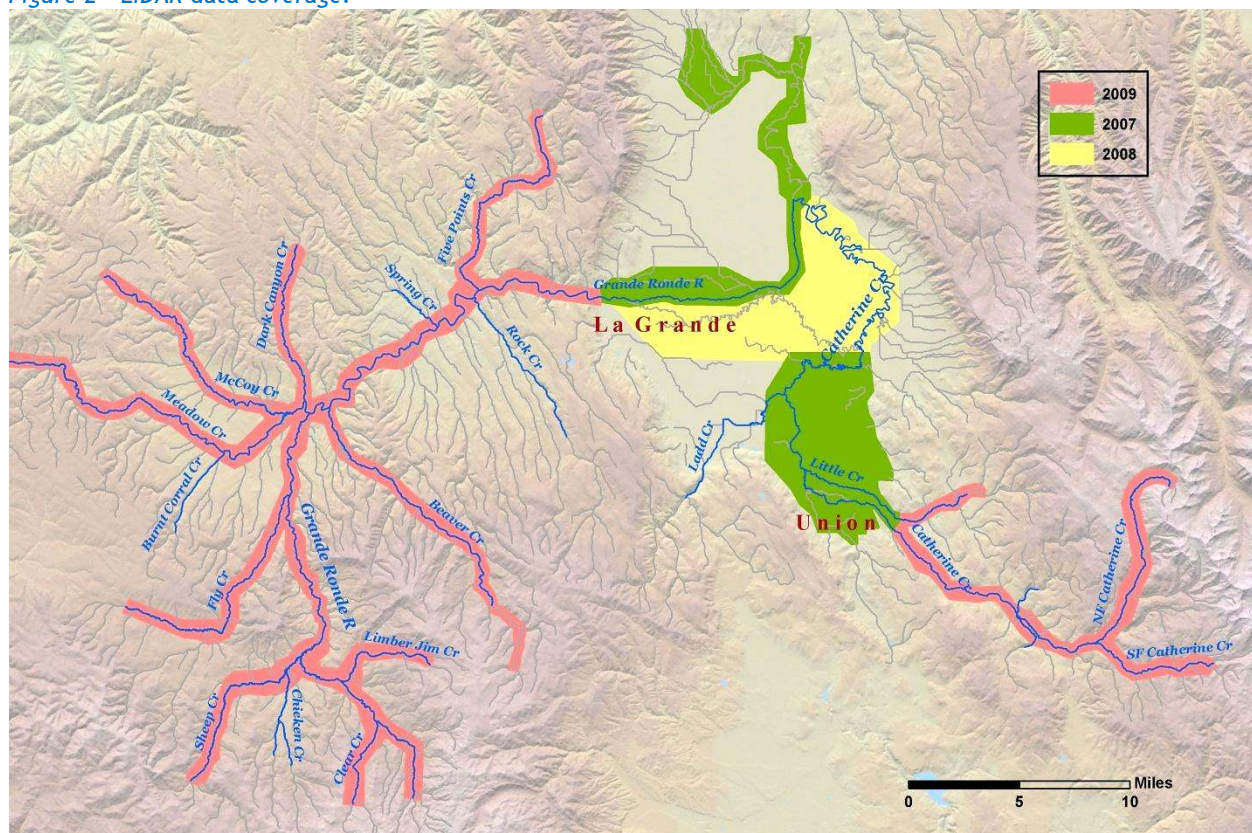 Figure 2 - LiDAR data coverage.
2009
2007
2008
Five Points Cr
Dark Canyon Cr
Spring Cr
Grande Ronde R
La Grande
Catherine Cr
Rock Cr
McCoy Cr
Meadow Cr
Ladd Cr
Little Cr
Burnt Corral Cr
Beaver Cr
Union
Catherine Cr
NF Catherine Cr
Grande Ronde R
Fly Cr
Limber Jim Cr
SF Catherine Cr
Sheep Cr
Chicken Cr
Clear Cr
Miles
0 5 10